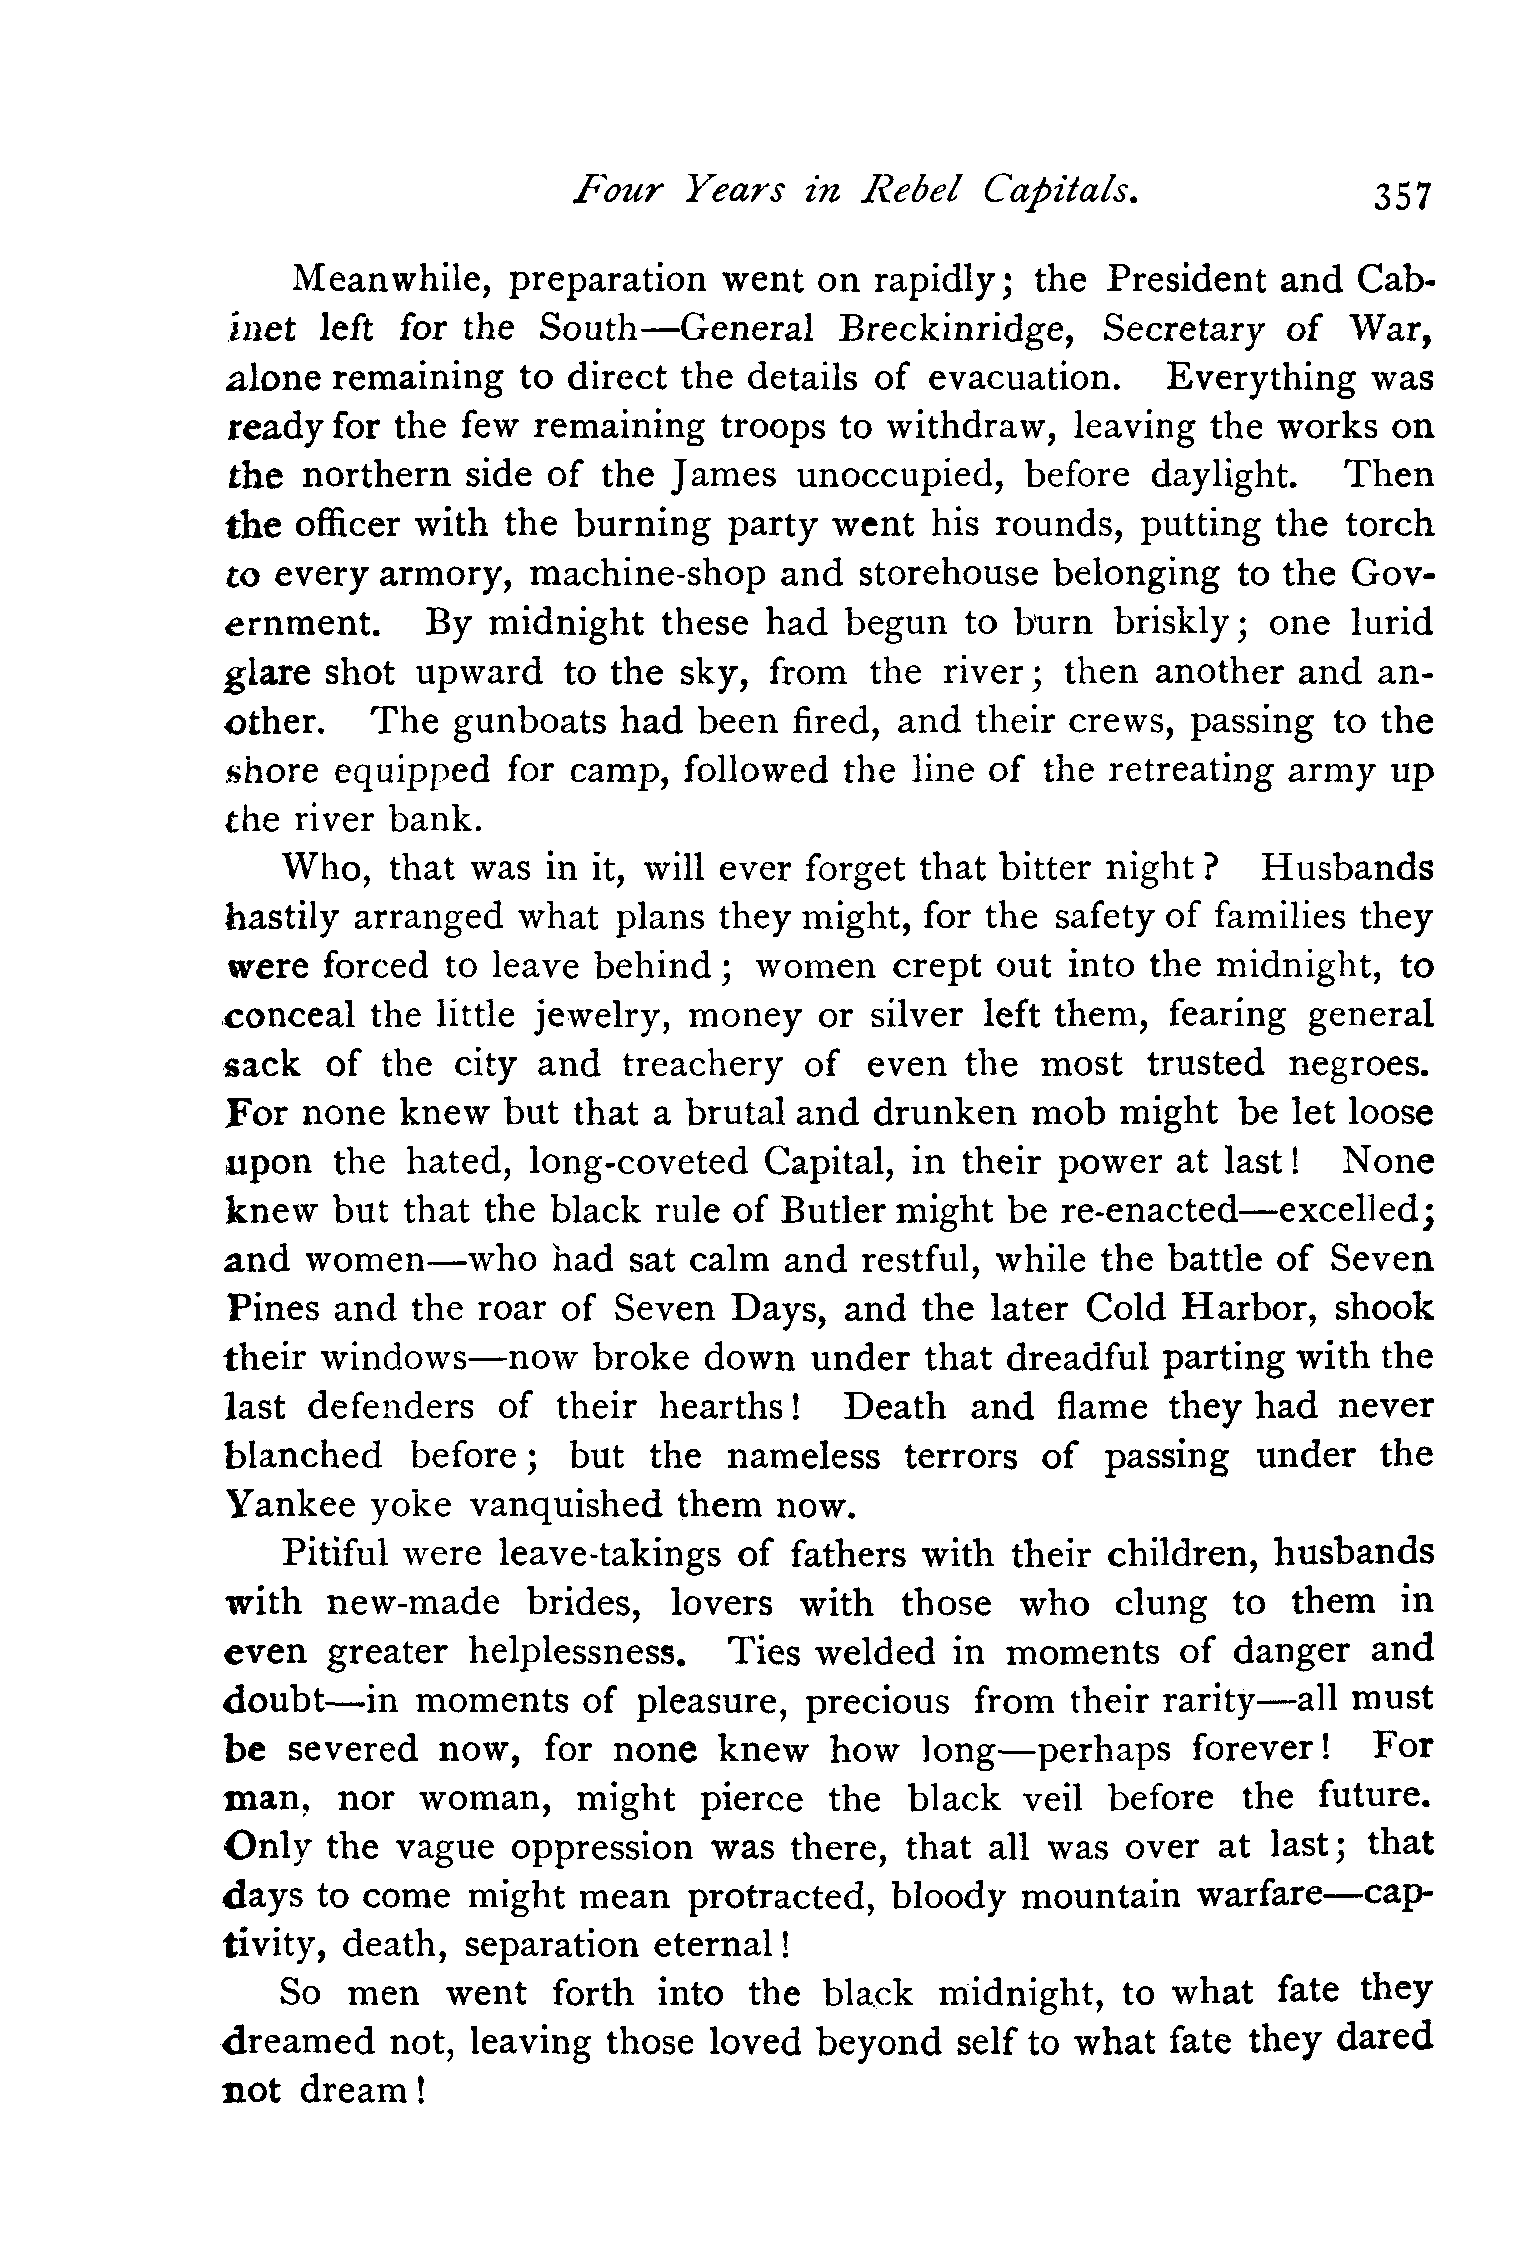 Four Years in Rebel Capitals. 357
Meanwhile, preparation went on rapidly; the President and Cab-
inet left for the South—General Breckinridge, Secretary of War,
alone remaining to direct the details of evacuation. Everything was
ready for the few remaining troops to withdraw, leaving the works on
the northern side of the James unoccupied, before daylight. Then
the officer with the burning party went his rounds, putting the torch
to every armory, machine-shop and storehouse belonging to the Gov-
ernment. By midnight these had begun to burn briskly; one lurid
glare shot upward to the sky, from the river; then another and an-
other. The gunboats had been fired, and their crews, passing to the
shore equipped for camp, followed the line of the retreating army up
the river bank.
Who, that was in it, will ever forget that bitter night? Husbands
hastily arranged what plans they might, for the safety of families they
were forced to leave behind; women crept out into the midnight, to
conceal the little jewelry, money or silver left them, fearing general
sack of the city and treachery of even the most trusted negroes.
For none knew but that a brutal and drunken mob might be let loose
upon the hated, long-coveted Capital, in their power at last! None
knew but that the black rule of Butler might be re-enacted—excelled;
and women—who had sat calm and restful, while the battle of Seven
Pines and the roar of Seven Days, and the later Cold Harbor, shook
their windows—now broke down under that dreadful parting with the
last defenders of their hearths! Death and flame they had never
blanched before; but the nameless terrors of passing under the
Yankee yoke vanquished them now.
Pitiful were leave-takings of fathers with their children, husbands
with new-made brides, lovers with those who clung to them in
even greater helplessness. Ties welded in moments of danger and
doubt—in moments of pleasure, precious from their rarity—all must
be severed now, for none knew how long—perhaps forever! For
man, nor woman, might pierce the black veil before the future.
Only the vague oppression was there, that all was over at last; that
days to come might mean protracted, bloody mountain warfare—cap-
tivity, death, separation eternal!
So men went forth into the black midnight, to what fate they
dreamed not, leaving those loved beyond self to what fate they dared
not dream!